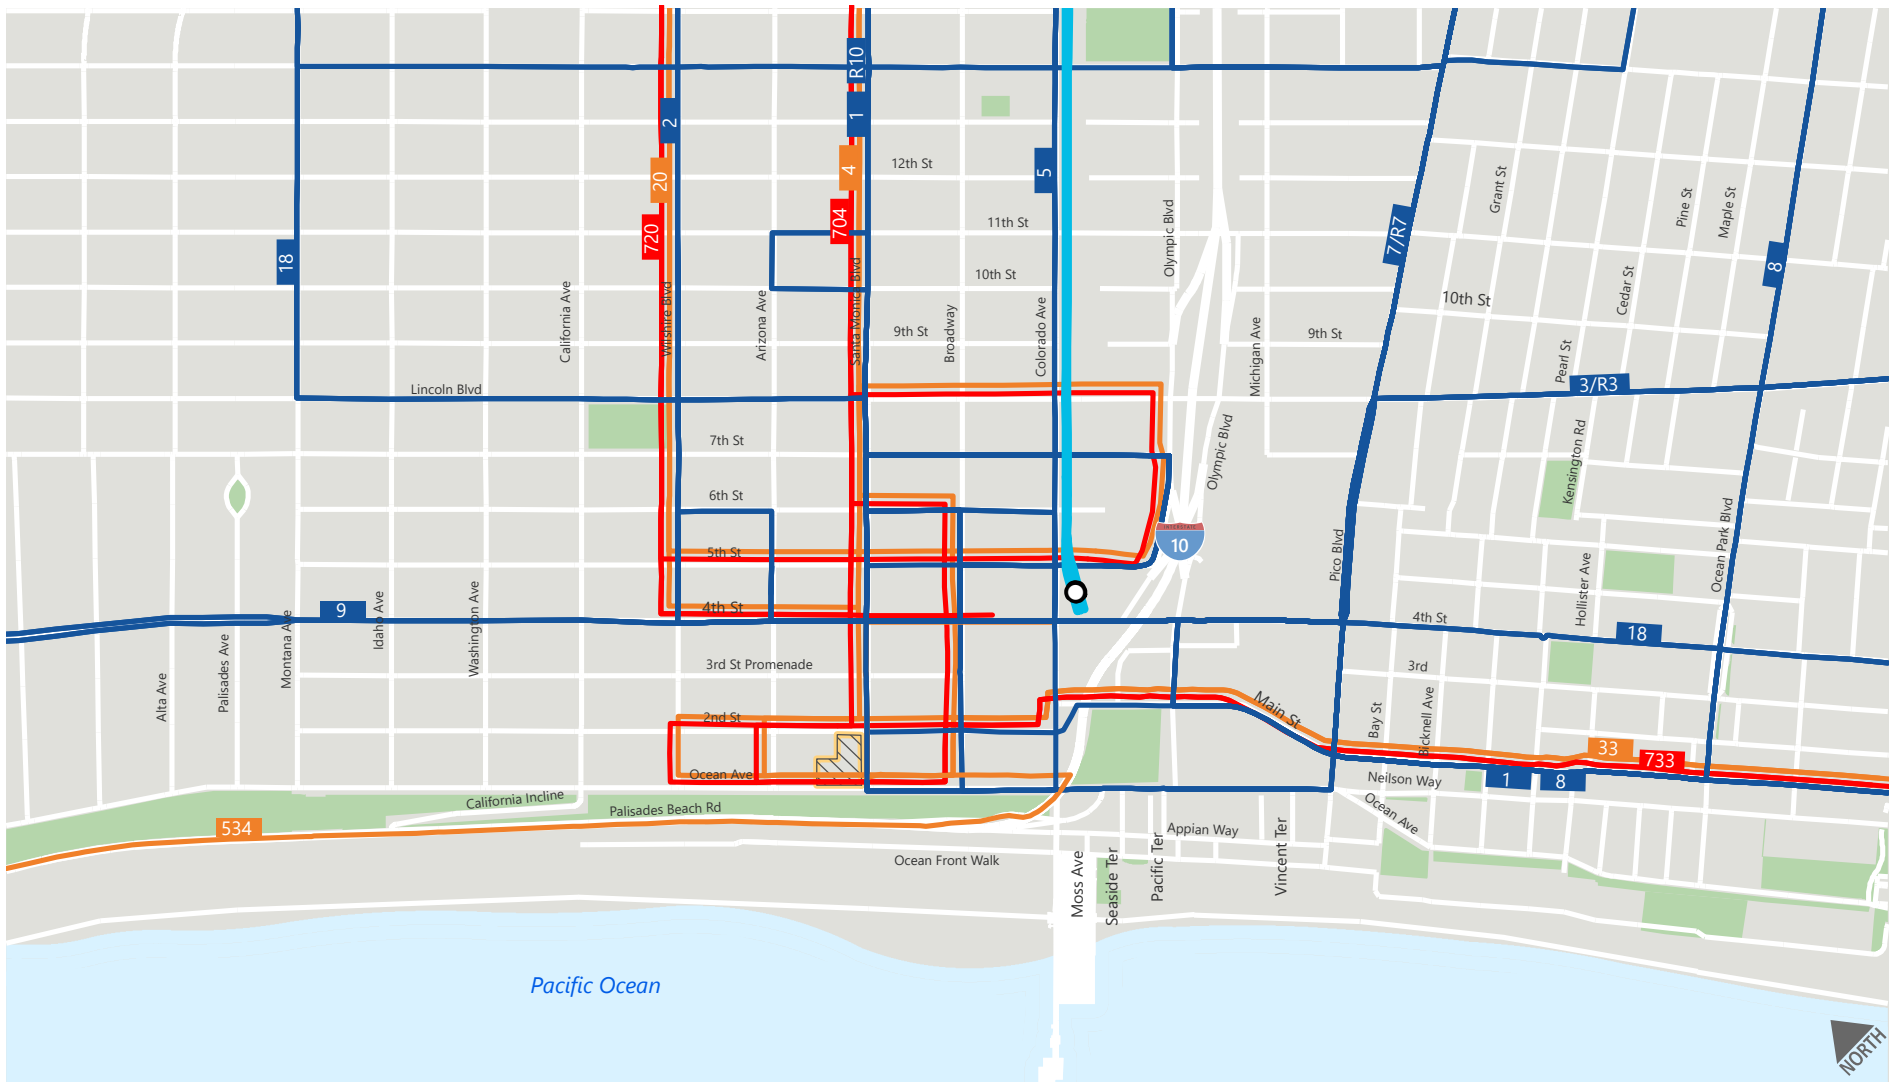 R10
1
2
12th St
4
5
20
Grant St
Pine St
Maple St
704
720
11th St
Olympic Blvd
7/R7
18
8
10th St
10th St
Cedar St
California Ave
Wilshire Blvd
Arizona Ave
Santa Monica Blvd
9th St
Broadway
Colorado Ave
Michigan Ave
9th St
Pearl St
Lincoln Blvd
3/R3
7th St
Olympic Blvd
Kensington Rd
6th St
INTERSTATE
10
5th St
Pico Blvd
Ocean Park Blvd
9
4th St
Idaho Ave
Montana Ave
Washington Ave
Hollister Ave
4th St
18
Palisades Ave
Alta Ave
3rd St Promenade
3rd
2nd St
Main St
Bay St
Bicknell Ave
33
733
Ocean Ave
Neilson Way
1
8
California Incline
Palisades Beach Rd
Ocean Ave
534
Appian Way
Ocean Front Walk
Moss Ave
Seaside Ter
Pacific Ter
Vincent Ter
Pacific Ocean
NORTH